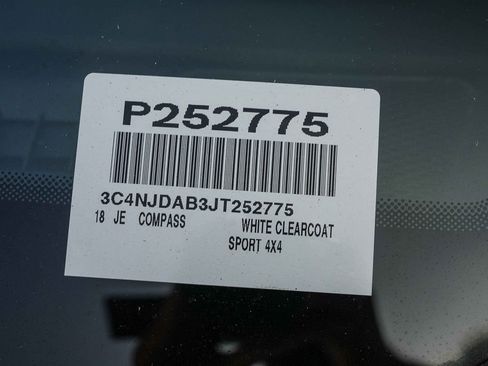 P252775
3C4NJDAB3JT252775
18 JE COMPASS WHITE CLEARCOAT
SPORT 4X4